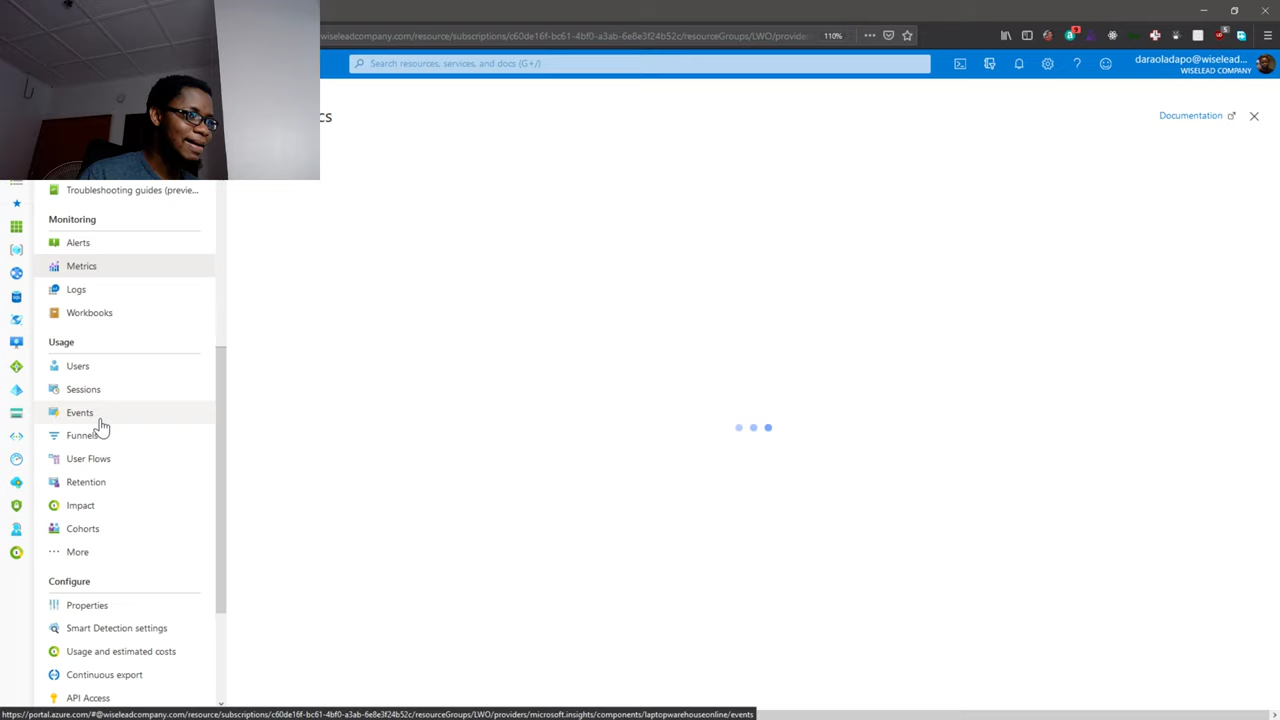 wiseleadcompany.com/resource/subscriptions/c60de16f-bc61-4bf0-a3ab-6e8e3f24b52c/resourceGroups/LWO/provider
110%
5
Search resources, services, and docs (G+/)
daraoladapo@wiselead...
WISELEAD COMPANY
cs
Documentation
Troubleshooting guides (previe...
Monitoring
Alerts
Metrics
Logs
Workbooks
Usage
Users
Sessions
Events
Funnels
User Flows
Retention
Impact
Cohorts
More
Configure
Properties
Smart Detection settings
Usage and estimated costs
Continuous export
API Access
https://portal.azure.com/#@wiseleadcompany.com/resource/subscriptions/c60de16f-bc61-4bf0-a3ab-6e8e3f24b52c/resourceGroups/LWO/providers/microsoft.insights/components/laptopwarehouseonline/events